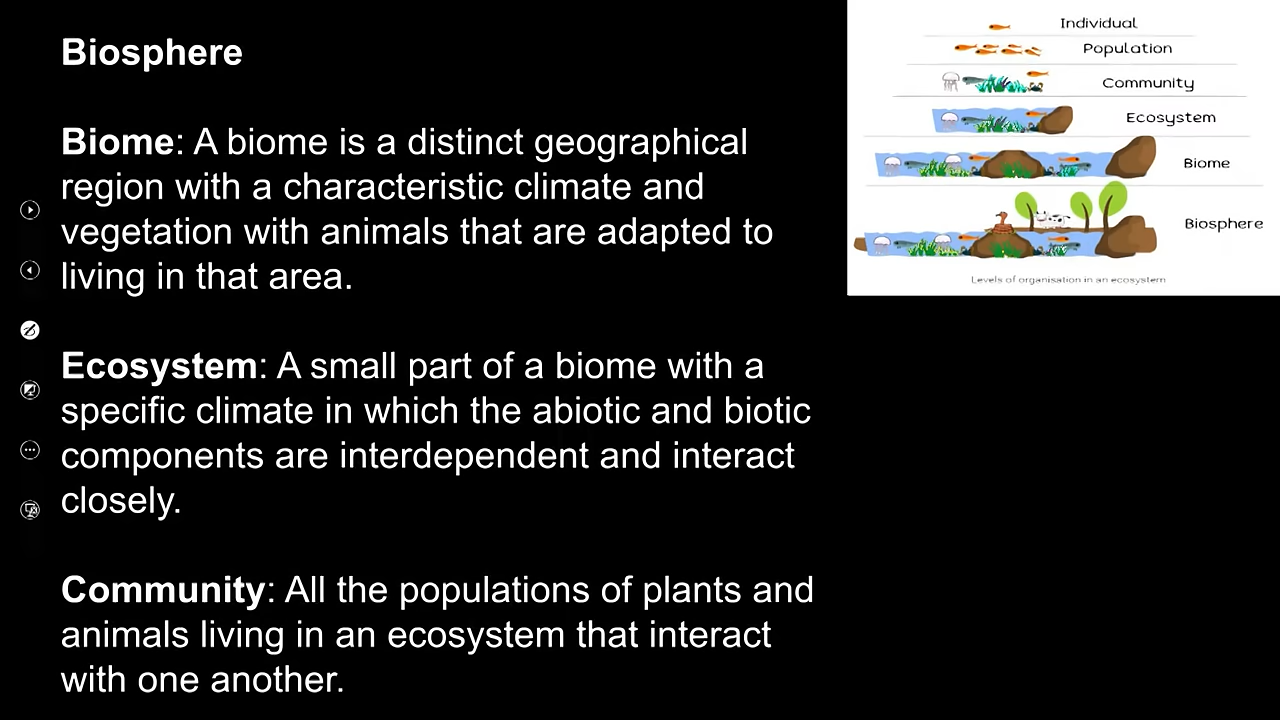 Biosphere
Biome: A biome is a distinct geographical
region with a characteristic climate and
vegetation with animals that are adapted to
living in that area.
Ecosystem: A small part of a biome with a
specific climate in which the abiotic and biotic
components are interdependent and interact
closely.
Community: All the populations of plants and
animals living in an ecosystem that interact
with one another.
Individual
Population
Community
Ecosystem
Biome
Biosphere
Levels of organisation in an ecosystem